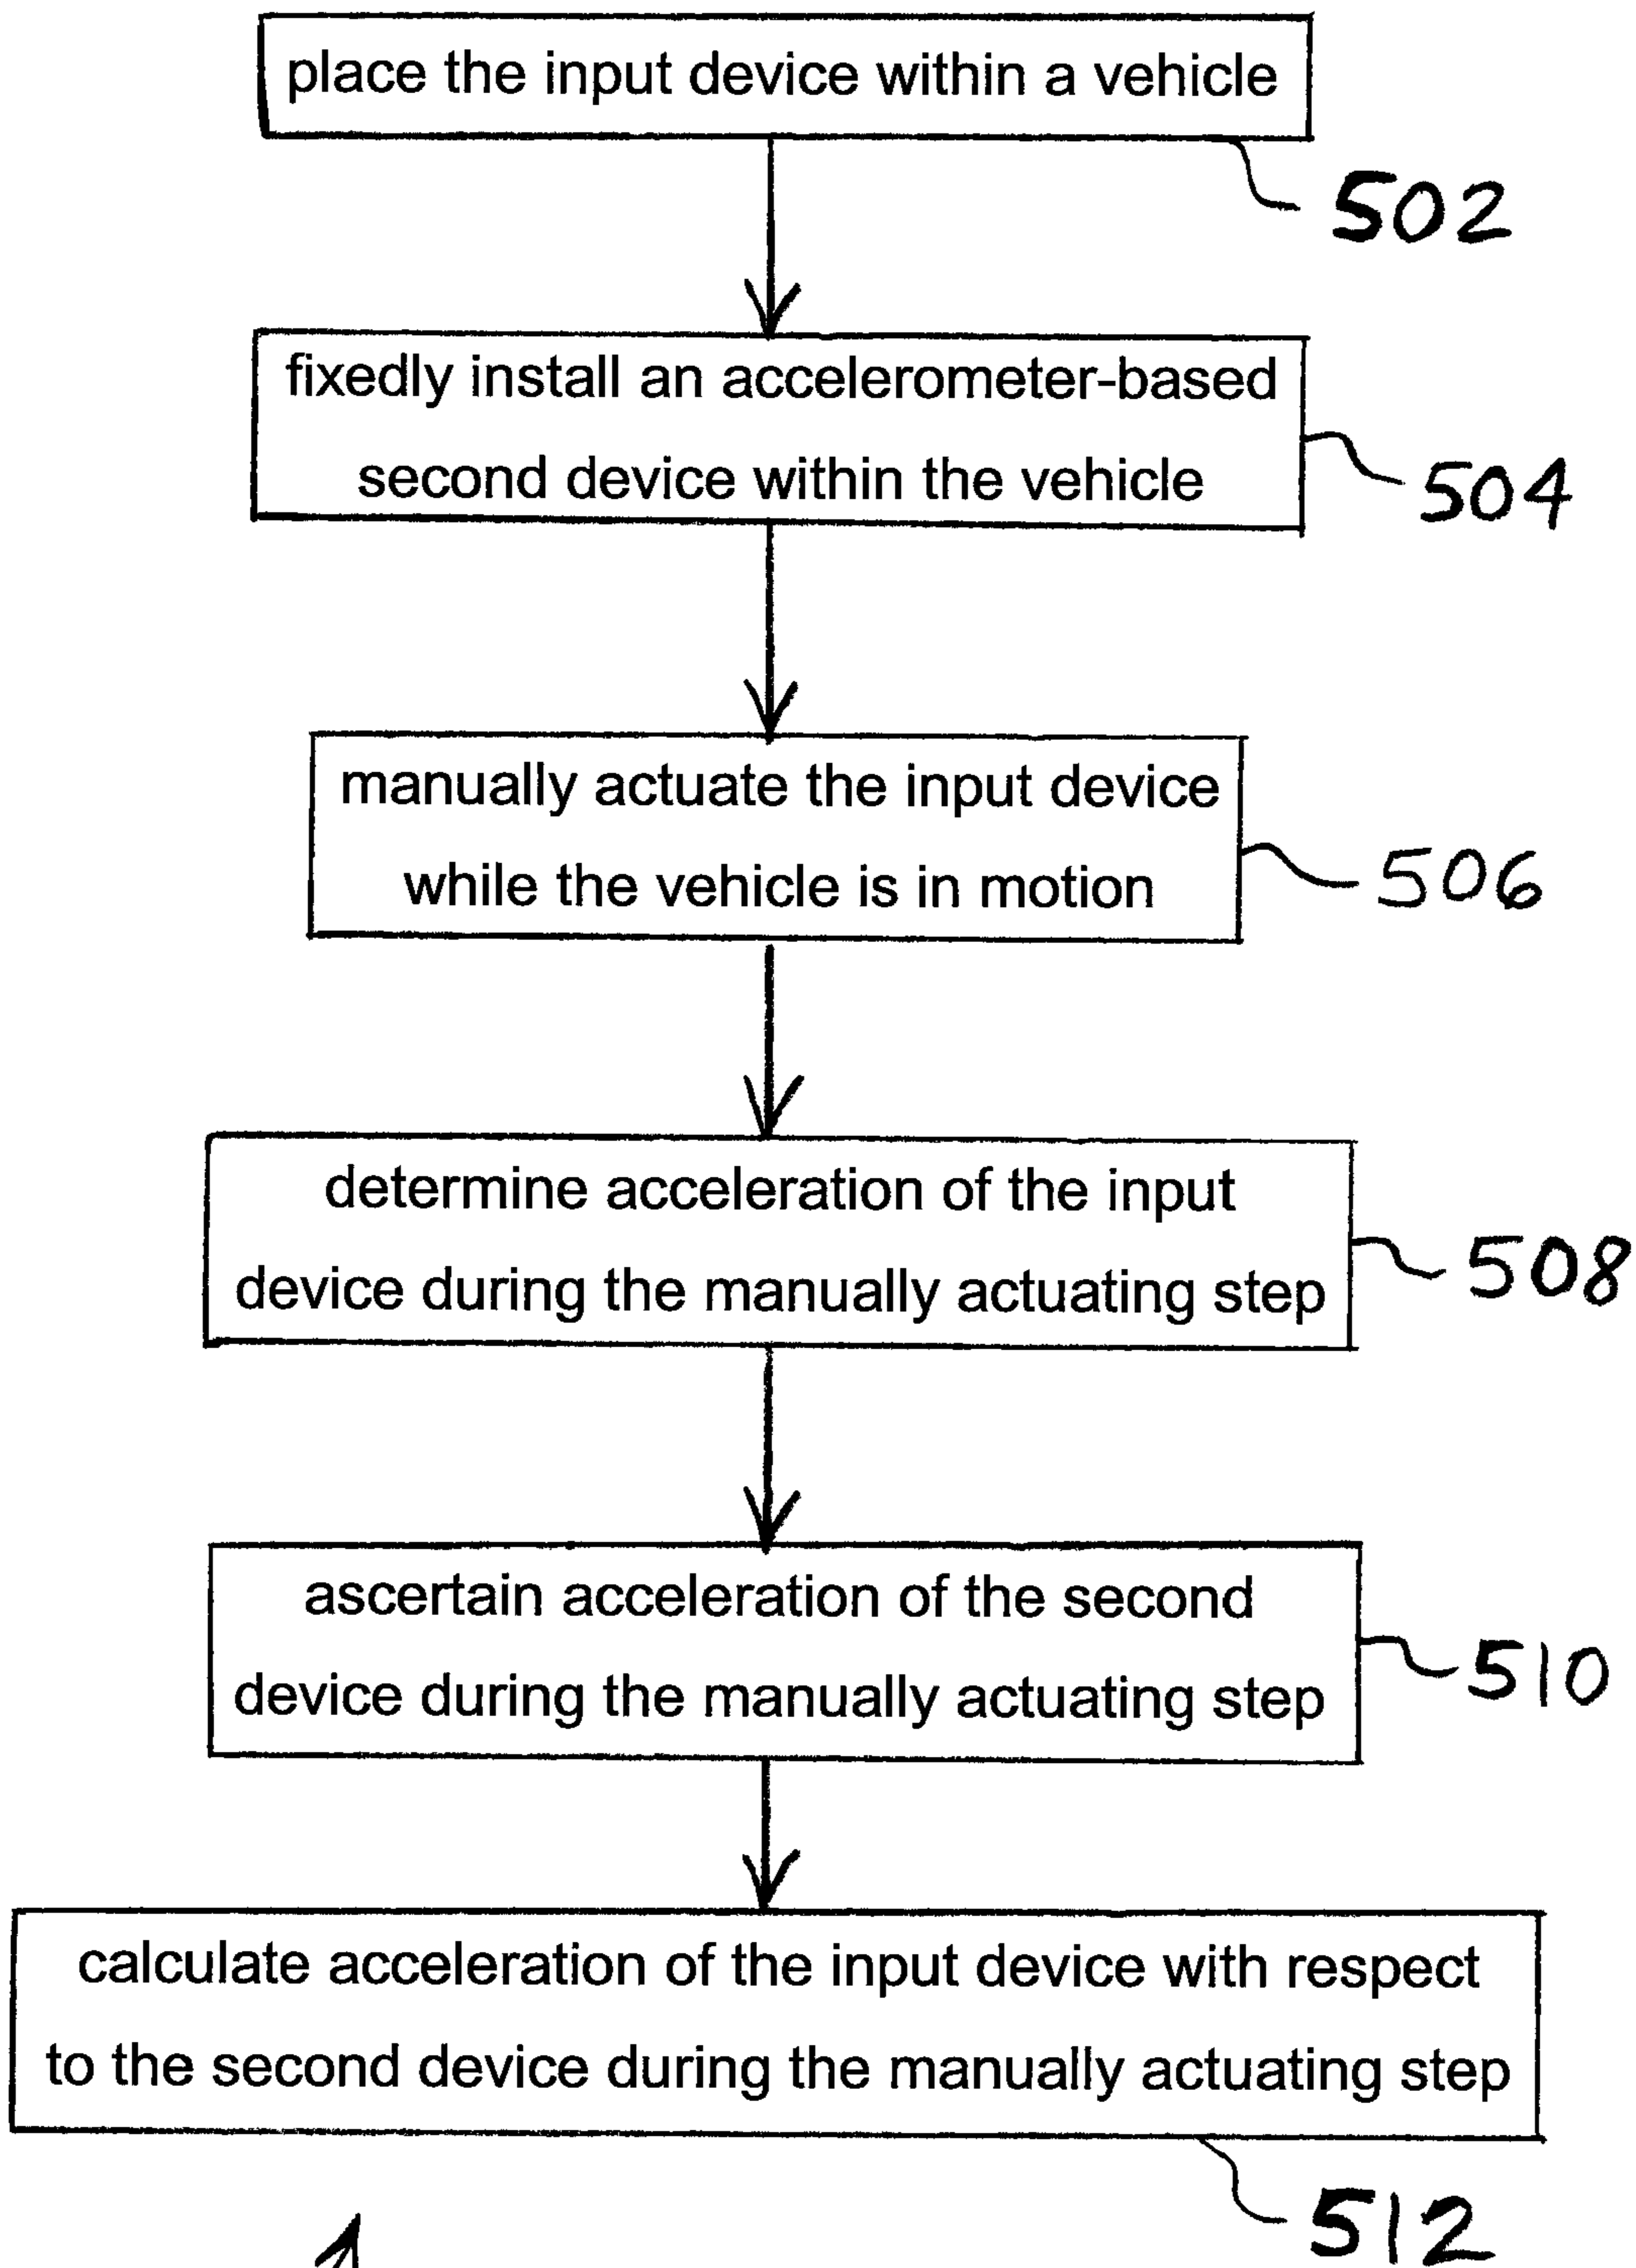 place the input device within a vehicle
502
fixedly install an accelerometer-based
second device within the vehicle
504
manually actuate the input device
while the vehicle is in motion
506
determine acceleration of the input
device during the manually actuating step
508
ascertain acceleration of the second
device during the manually actuating step
510
calculate acceleration of the input device with respect
to the second device during the manually actuating step
512